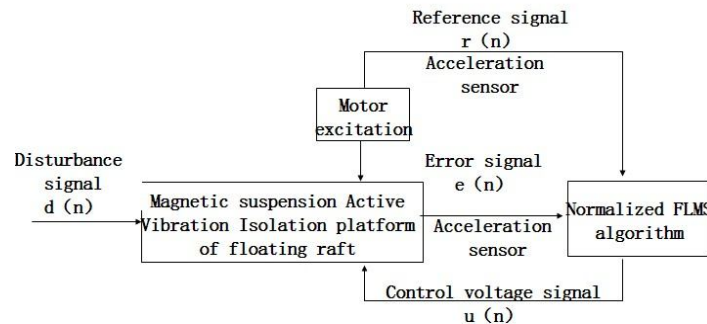 Reference signal
r (n)
Acceleration
sensor
Motor
excitation
Disturbance
signal
d (n)
Magnetic suspension Active
Vibration Isolation platform
of floating raft
Error signal
e (n)
Acceleration
sensor
Normalized FLMS
algorithm
Control voltage signal
u (n)